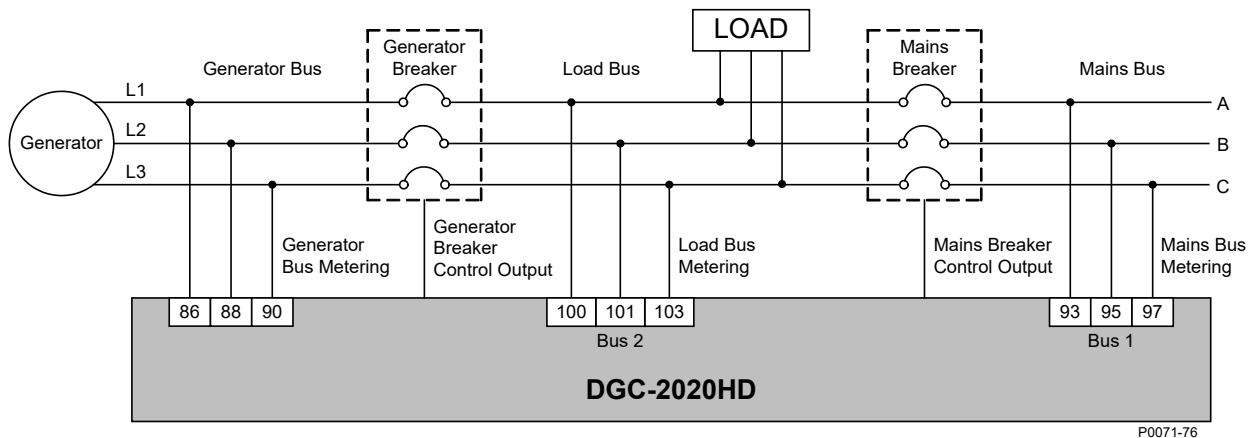 LOAD
Generator
Breaker
Mains
Breaker
Generator Bus
Load Bus
Mains Bus
L1
A
Generator
L2
B
L3
C
Generator
Bus Metering
Generator
Breaker
Control Output
Load Bus
Metering
Mains Breaker
Control Output
Mains Bus
Metering
86 88 90
100 101 103
93 95 97
Bus 2
Bus 1
DGC-2020HD
P0071-76